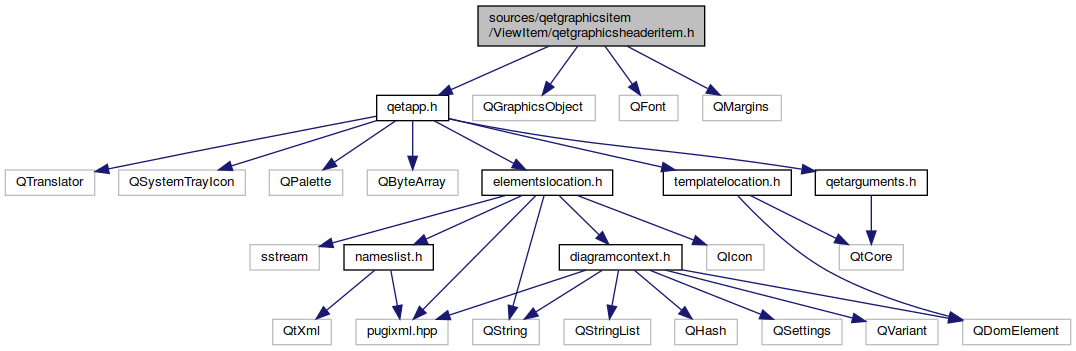 sources/qetgraphicsitem
/ViewItem/qetgraphicsheaderitem.h
qetapp.h
QGraphicsObject
QFont
QMargins
QTranslator
QSystemTrayIcon
QPalette
QByteArray
elementslocation.h
templatelocation.h
qetarguments.h
sstream
nameslist.h
diagramcontext.h
QIcon
QtCore
QtXml
pugixml.hpp
QString
QStringList
QHash
QSettings
QVariant
QDomElement